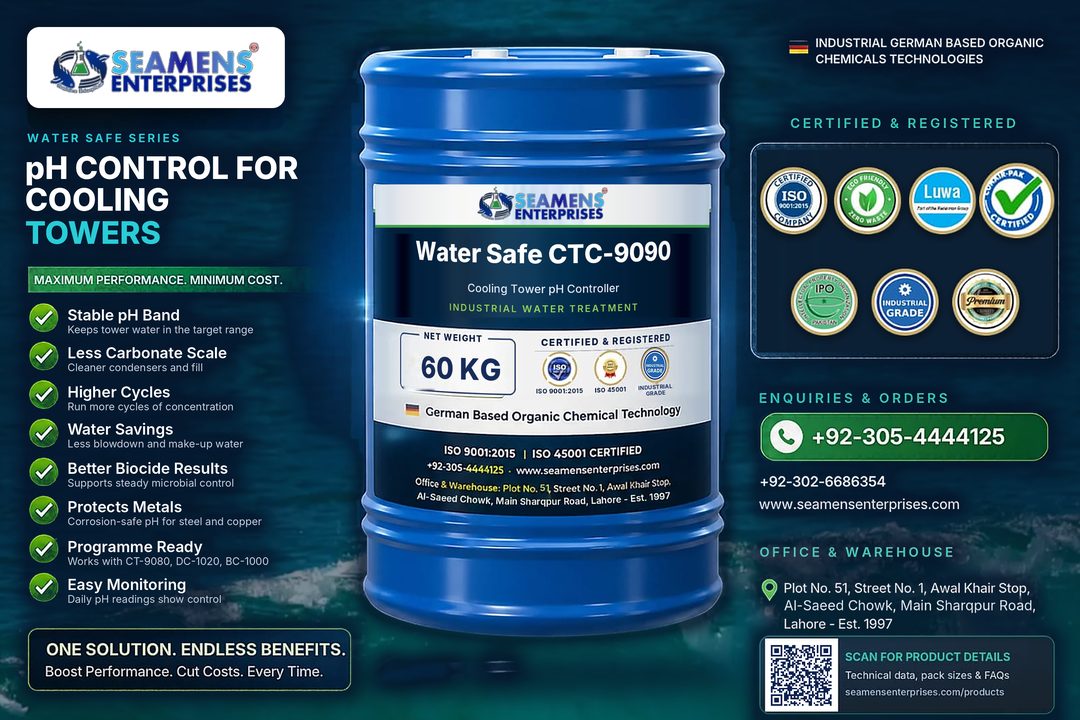 SEAMENS
ENTERPRISES
WATER SAFE SERIES
pH CONTROL FOR
COOLING
TOWERS
MAXIMUM PERFORMANCE. MINIMUM COST.
Stable pH Band
Keeps tower water in the target range
Less Carbonate Scale
Cleaner condensers and fill
Higher Cycles
Run more cycles of concentration
Water Savings
Less blowdown and make-up water
Better Biocide Results
Supports steady microbial control
Protects Metals
Corrosion-safe pH for steel and copper
Programme Ready
Works with CT-9080, DC-1020, BC-1000
Easy Monitoring
Daily pH readings show control
ONE SOLUTION. ENDLESS BENEFITS.
Boost Performance. Cut Costs. Every Time.
SEAMENS
ENTERPRISES
Water Safe CTC-9090
Cooling Tower pH Controller
INDUSTRIAL WATER TREATMENT
NET WEIGHT
60 KG
CERTIFIED & REGISTERED
ISO
INDUSTRIAL
GRADE
ISO 9001:2015
ISO 45001
INDUSTRIAL
GRADE
German Based Organic Chemical Technology
ISO 9001:2015 | ISO 45001 CERTIFIED
+92-305-4444125 · www.seamensenterprises.com
Office & Warehouse: Plot No. 51, Street No. 1, Awal Khair Stop,
Al-Saeed Chowk, Main Sharqpur Road, Lahore - Est. 1997
INDUSTRIAL GERMAN BASED ORGANIC
CHEMICALS TECHNOLOGIES
CERTIFIED & REGISTERED
CERTIFIED
ISO
9001:2015
COMPANY
ECO FRIENDLY
ZERO WASTE
Luwa
CERTIFIED
IPO
PAKISTAN
INDUSTRIAL
GRADE
Premium
ENQUIRIES & ORDERS
+92-305-4444125
+92-302-6686354
www.seamensenterprises.com
OFFICE & WAREHOUSE
Plot No. 51, Street No. 1, Awal Khair Stop,
Al-Saeed Chowk, Main Sharqpur Road,
Lahore - Est. 1997
SCAN FOR PRODUCT DETAILS
Technical data, pack sizes & FAQs
seamensenterprises.com/products